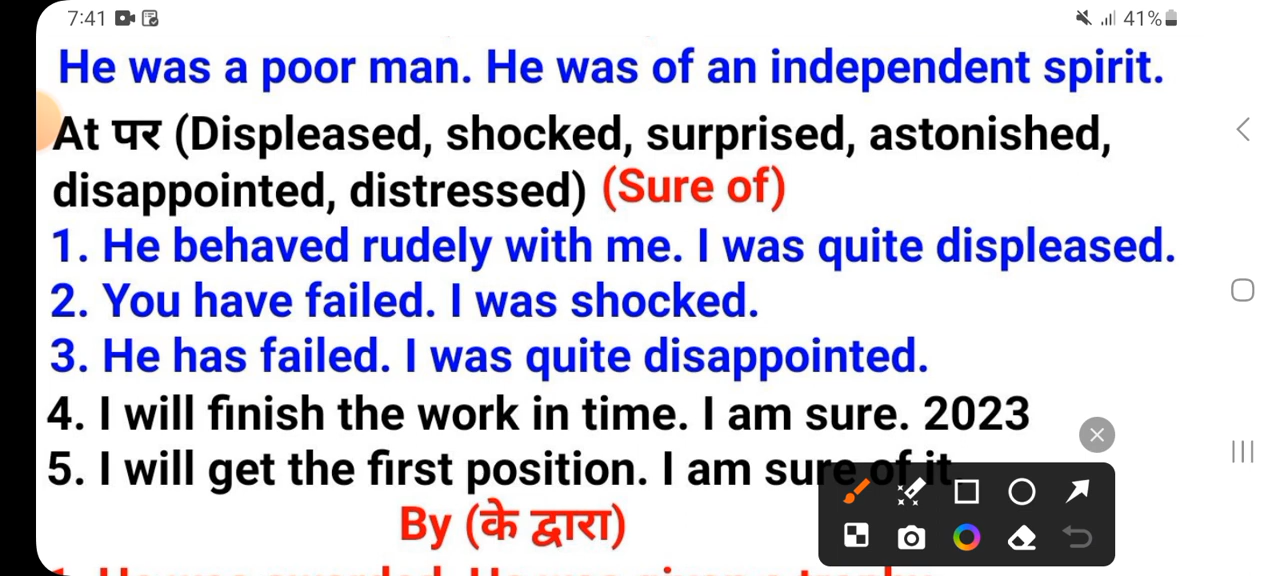 7:41
41%
He was a poor man. He was of an independent spirit.
At पर (Displeased, shocked, surprised, astonished,
disappointed, distressed) (Sure of)
1. He behaved rudely with me. I was quite displeased.
2. You have failed. I was shocked.
3. He has failed. I was quite disappointed.
4. I will finish the work in time. I am sure. 2023
5. I will get the first position. I am sure of it
By (के द्वारा)